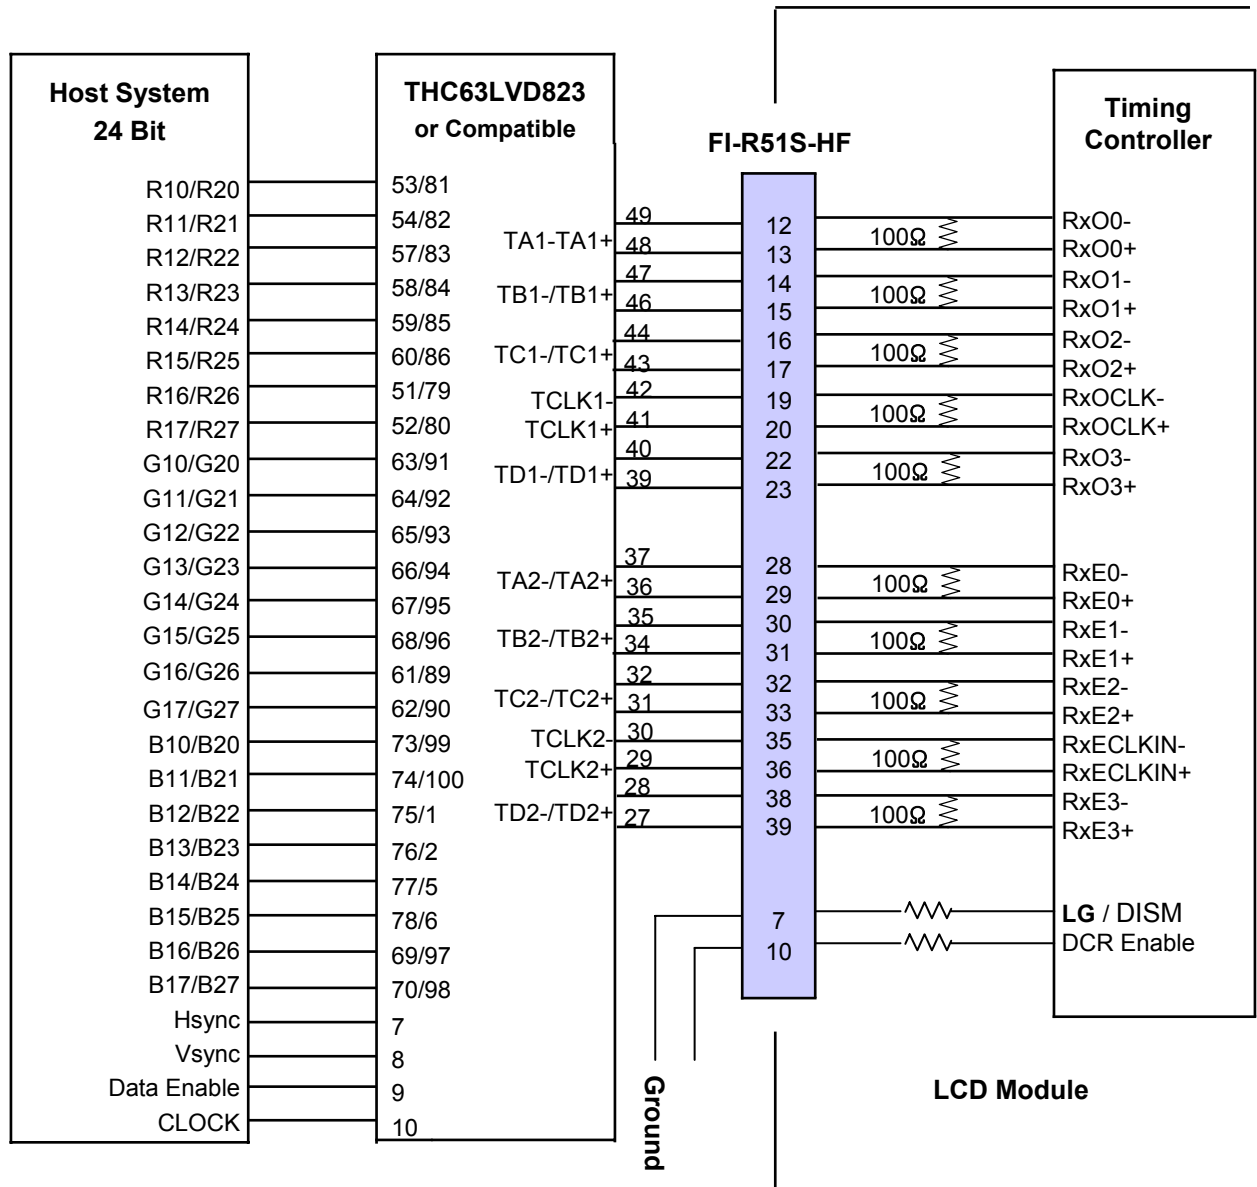 Host System
24 Bit
R10/R20
R11/R21
R12/R22
R13/R23
R14/R24
R15/R25
R16/R26
R17/R27
G10/G20
G11/G21
G12/G22
G13/G23
G14/G24
G15/G25
G16/G26
G17/G27
B10/B20
B11/B21
B12/B22
B13/B23
B14/B24
B15/B25
B16/B26
B17/B27
Hsync
Vsync
Data Enable
CLOCK
THC63LVD823
or Compatible
53/81
54/82
57/83
58/84
59/85
60/86
51/79
52/80
63/91
64/92
65/93
66/94
67/95
68/96
61/89
62/90
73/99
74/100
75/1
76/2
77/5
78/6
69/97
70/98
7
8
9
10
TA1-TA1+
TB1-/TB1+
TC1-/TC1+
TCLK1-
TCLK1+
TD1-/TD1+
TA2-/TA2+
TB2-/TB2+
TC2-/TC2+
TCLK2-
TCLK2+
TD2-/TD2+
49
48
47
46
44
43
42
41
40
39
37
36
35
34
32
31
30
29
28
27
FI-R51S-HF
12
13
14
15
16
17
19
20
22
23
28
29
30
31
32
33
35
36
38
39
7
10
100Ω
100Ω
100Ω
100Ω
100Ω
100Ω
100Ω
100Ω
100Ω
100Ω
Timing
Controller
RxO0-
RxO0+
RxO1-
RxO1+
RxO2-
RxO2+
RxOCLK-
RxOCLK+
RxO3-
RxO3+
RxE0-
RxE0+
RxE1-
RxE1+
RxE2-
RxE2+
RxECLKIN-
RxECLKIN+
RxE3-
RxE3+
LG / DISM
DCR Enable
Ground
LCD Module